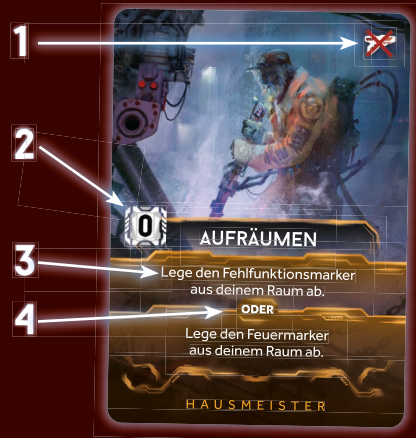 1
2
0
AUFRÄUMEN
3
Lege den Fehlfunktionsmarker
aus deinem Raum ab.
4
ODER
Lege den Feuermarker
aus deinem Raum ab.
HAUSMEISTER